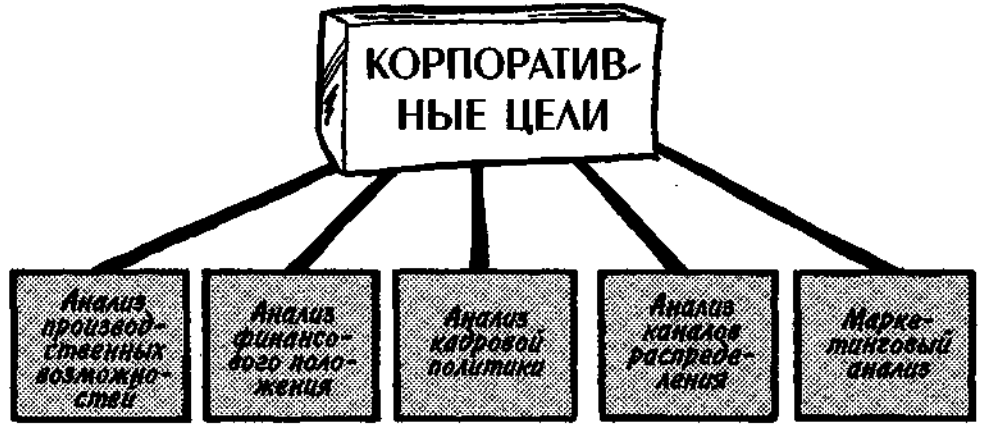 КОРПОРАТИВ-
НЫЕ ЦЕЛИ
Анализ
производ-
ственных
возможно-
стей
Анализ
финансо-
вого поло-
жения
Анализ
кадровой
политики
Анализ
каналов
распреде-
ления
Марке-
тинговый
анализ